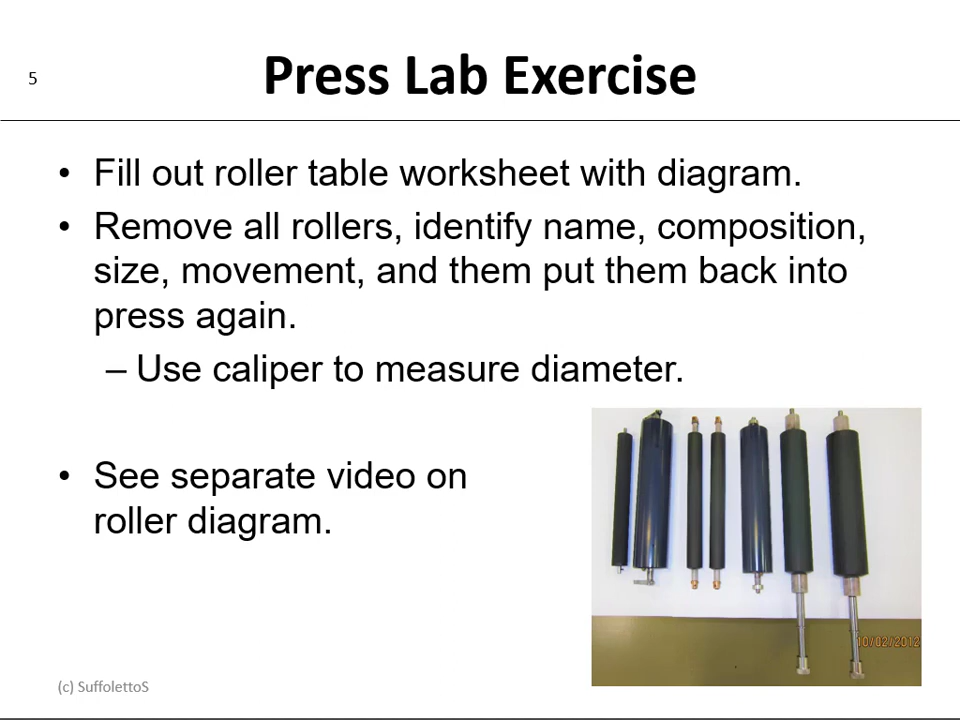 5
Press Lab Exercise
• Fill out roller table worksheet with diagram.
• Remove all rollers, identify name, composition,
size, movement, and them put them back into
press again.
– Use caliper to measure diameter.
• See separate video on
roller diagram.
10/02/2012
(c) SuffolettoS